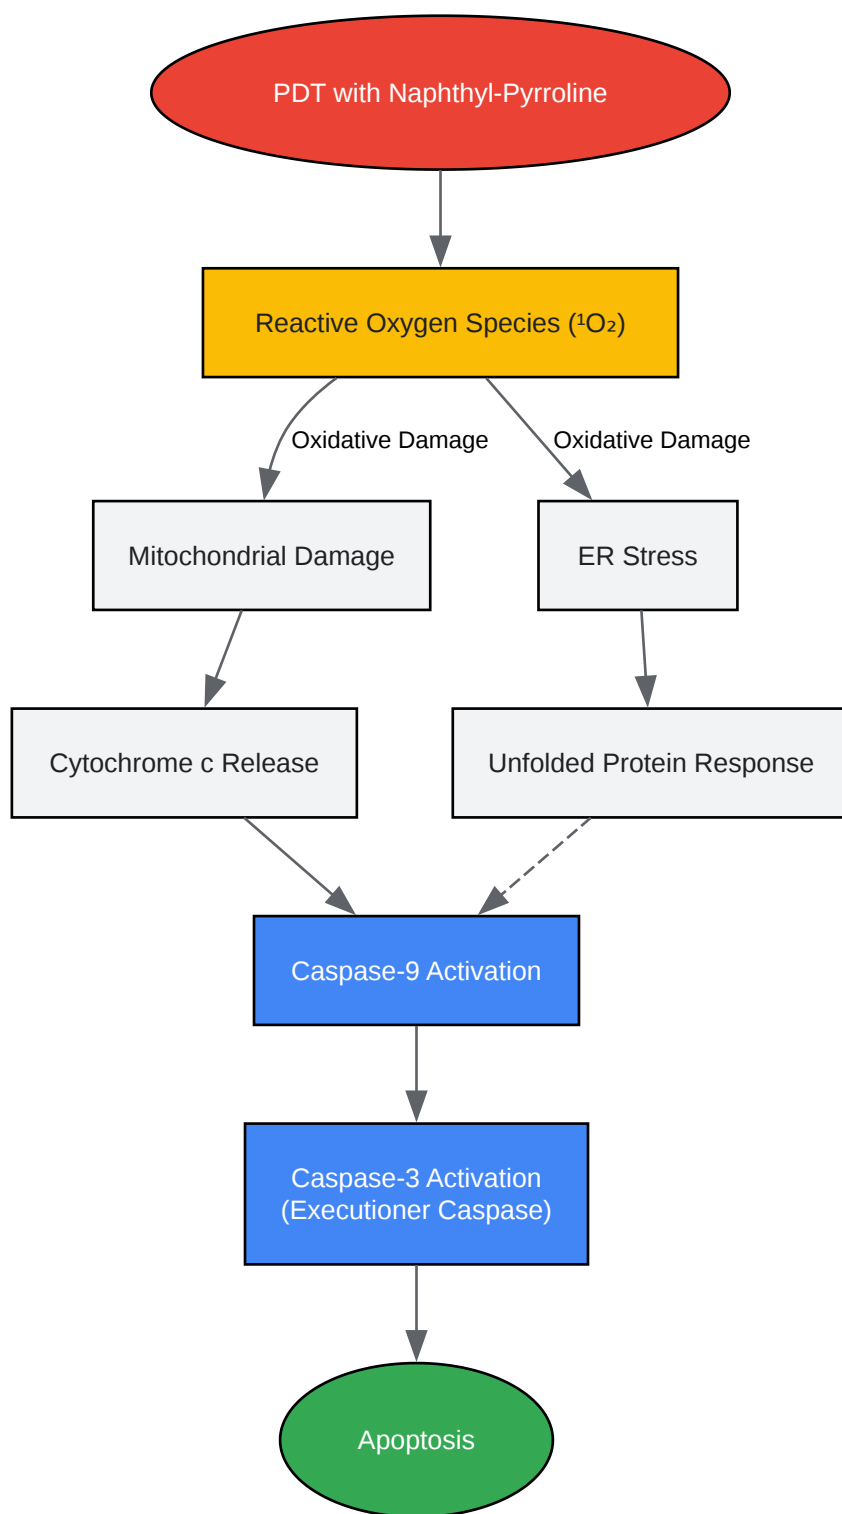 PDT with Naphthyl-Pyrroline
Reactive Oxygen Species (¹O₂)
Oxidative Damage
Oxidative Damage
Mitochondrial Damage
ER Stress
Cytochrome c Release
Unfolded Protein Response
Caspase-9 Activation
Caspase-3 Activation
(Executioner Caspase)
Apoptosis